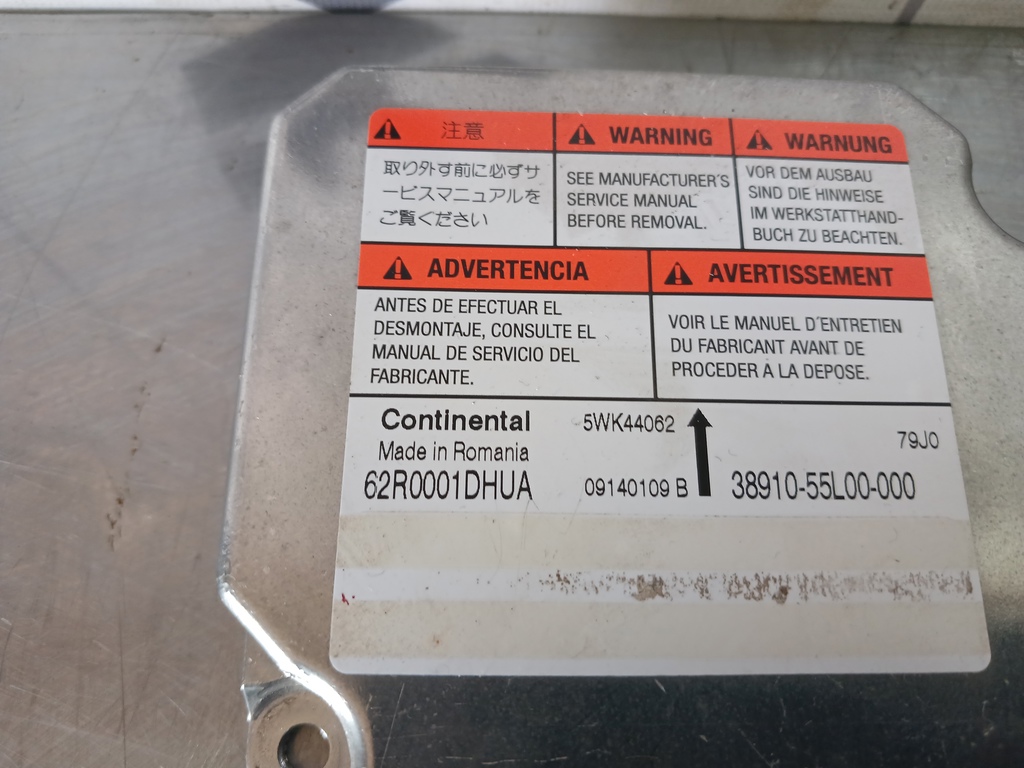 注意
取り外す前に必ずサ
ービスマニュアルを
ご覧ください
WARNING
SEE MANUFACTURER'S
SERVICE MANUAL
BEFORE REMOVAL.
WARNUNG
VOR DEM AUSBAU
SIND DIE HINWEISE
IM WERKSTATTHAND-
BUCH ZU BEACHTEN.
ADVERTENCIA
ANTES DE EFECTUAR EL
DESMONTAJE, CONSULTE EL
MANUAL DE SERVICIO DEL
FABRICANTE.
AVERTISSEMENT
VOIR LE MANUEL D'ENTRETIEN
DU FABRICANT AVANT DE
PROCEDER A LA DEPOSE.
Continental 5WK44062
79J0
Made in Romania
62R0001DHUA 09140109 B 38910-55L00-000